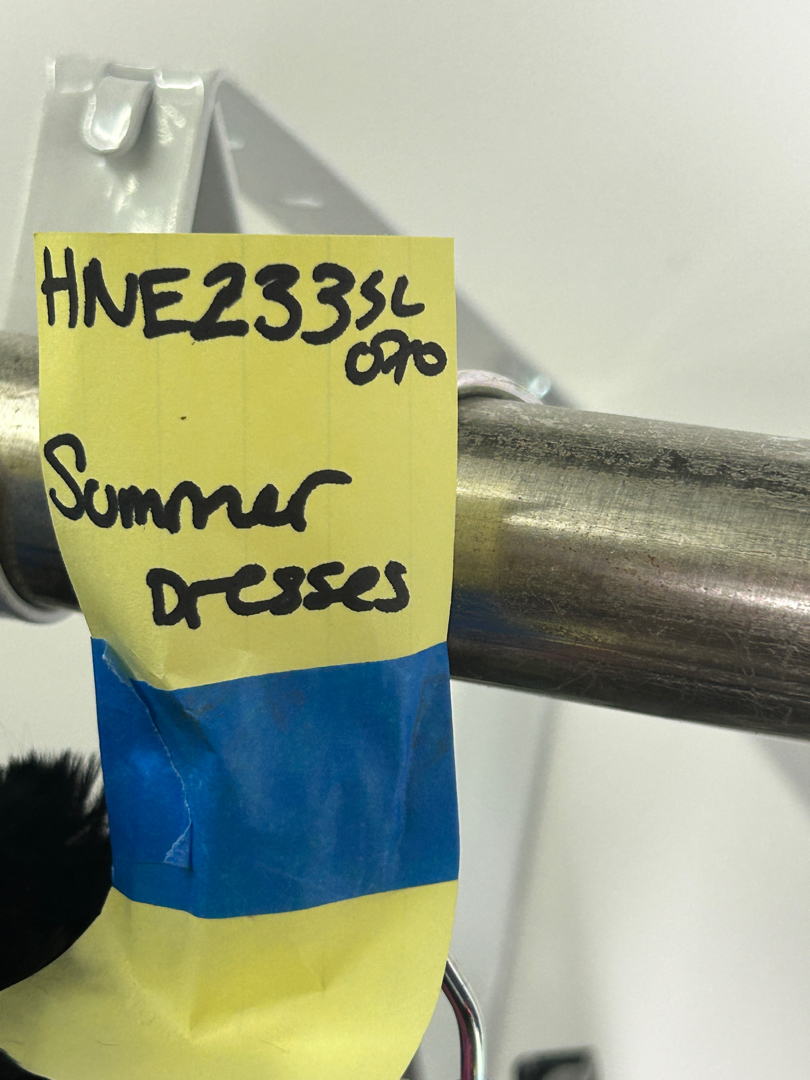 HNE233SL
070
Summer
Dresses